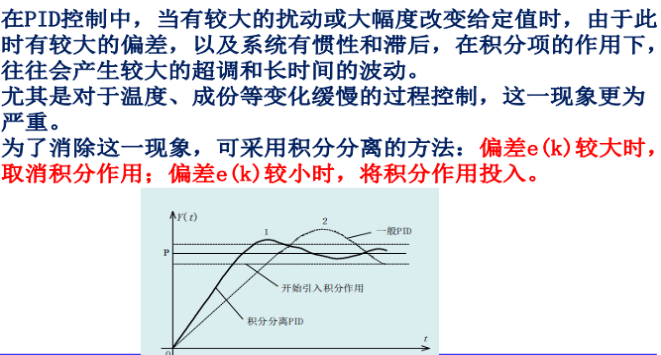 在PID控制中，当有较大的扰动或大幅度改变给定值时，由于此
时有较大的偏差，以及系统有惯性和滞后，在积分项的作用下，
往往会产生较大的超调和长时间的波动。
尤其是对于温度、成份等变化缓慢的过程控制，这一现象更为
严重。
为了消除这一现象，可采用积分分离的方法：偏差e(k)较大时，
取消积分作用；偏差e(k)较小时，将积分作用投入。
Y(t)
1
2
一般PID
P
开始引入积分作用
积分分离PID
t
0